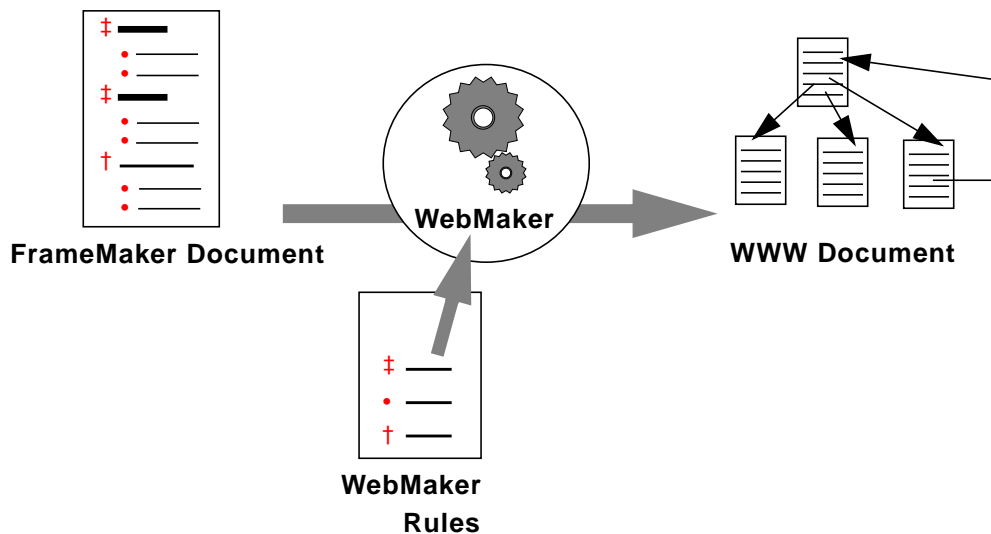 ‡
•
•
‡
•
•
†
•
•
FrameMaker Document
WebMaker
WWW Document
‡
•
†
WebMaker
Rules